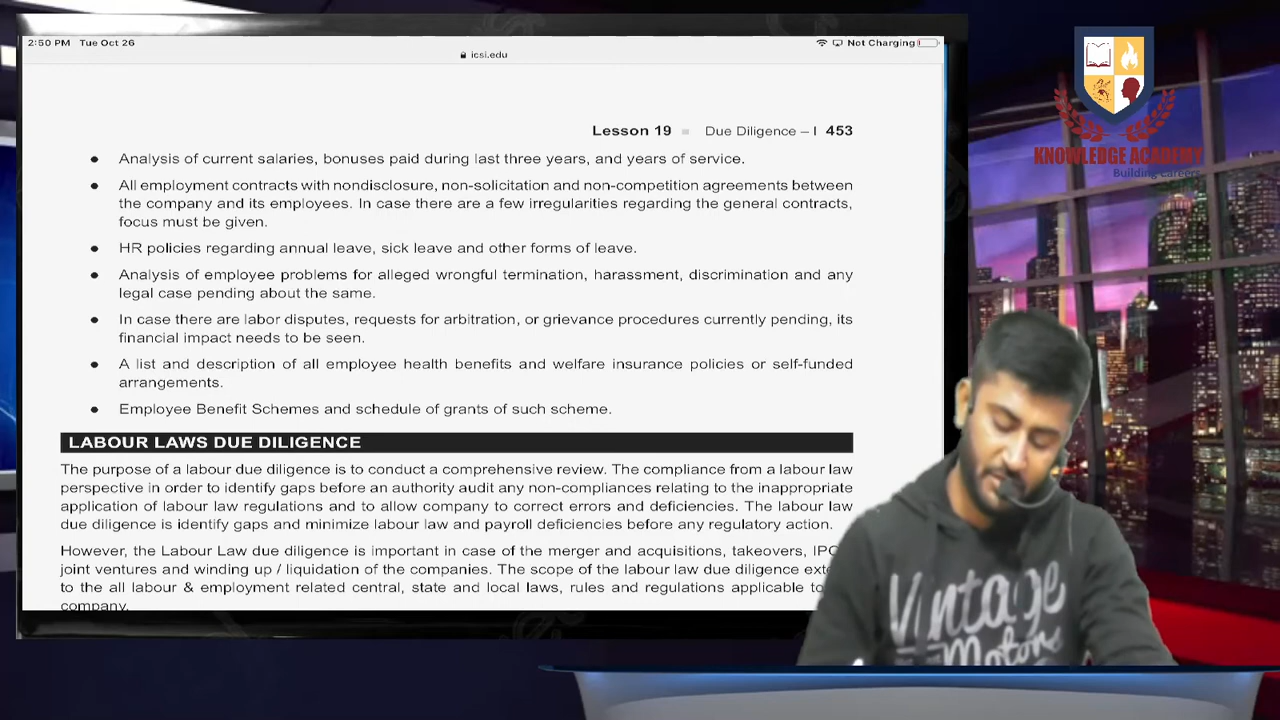 2:50 PM Tue Oct 26
Not Charging
icsi.edu
KNOWLEDGE ACADEMY
Building Careers
Lesson 19 Due Diligence – I 453
● Analysis of current salaries, bonuses paid during last three years, and years of service.
● All employment contracts with nondisclosure, non-solicitation and non-competition agreements between
the company and its employees. In case there are a few irregularities regarding the general contracts,
focus must be given.
● HR policies regarding annual leave, sick leave and other forms of leave.
● Analysis of employee problems for alleged wrongful termination, harassment, discrimination and any
legal case pending about the same.
● In case there are labor disputes, requests for arbitration, or grievance procedures currently pending, its
financial impact needs to be seen.
● A list and description of all employee health benefits and welfare insurance policies or self-funded
arrangements.
● Employee Benefit Schemes and schedule of grants of such scheme.
LABOUR LAWS DUE DILIGENCE
The purpose of a labour due diligence is to conduct a comprehensive review. The compliance from a labour law
perspective in order to identify gaps before an authority audit any non-compliances relating to the inappropriate
application of labour law regulations and to allow company to correct errors and deficiencies. The labour law
due diligence is identify gaps and minimize labour law and payroll deficiencies before any regulatory action.
However, the Labour Law due diligence is important in case of the merger and acquisitions, takeovers,
joint ventures and winding up / liquidation of the companies. The scope of the labour law due diligence
to the all labour & employment related central, state and local laws, rules and regulations applicable
company.
Vintage
Motors